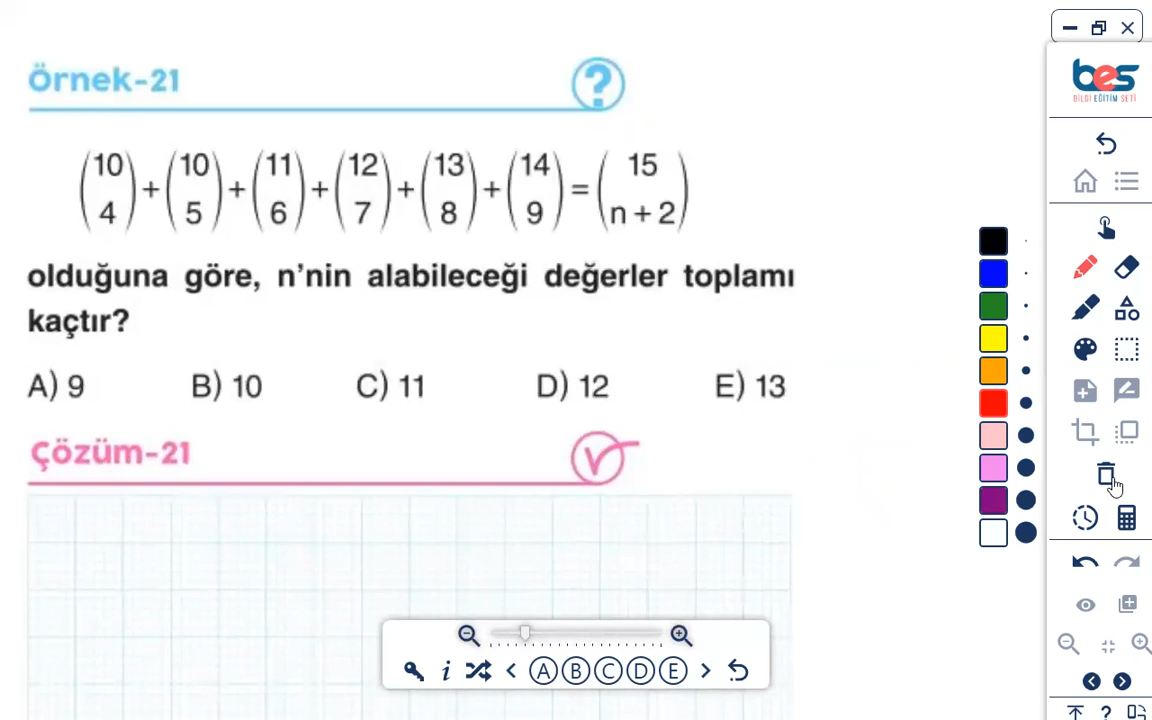 Örnek-21
?
(10 4) + (10 5) + (11 6) + (12 7) + (13 8) + (14 9) = (15 n + 2)
olduğuna göre, n'nin alabileceği değerler toplamı
kaçtır?
A) 9 B) 10 C) 11 D) 12 E) 13
Çözüm-21
i A B C D E
bes
BİLGİ EĞİTİM SETİ
?